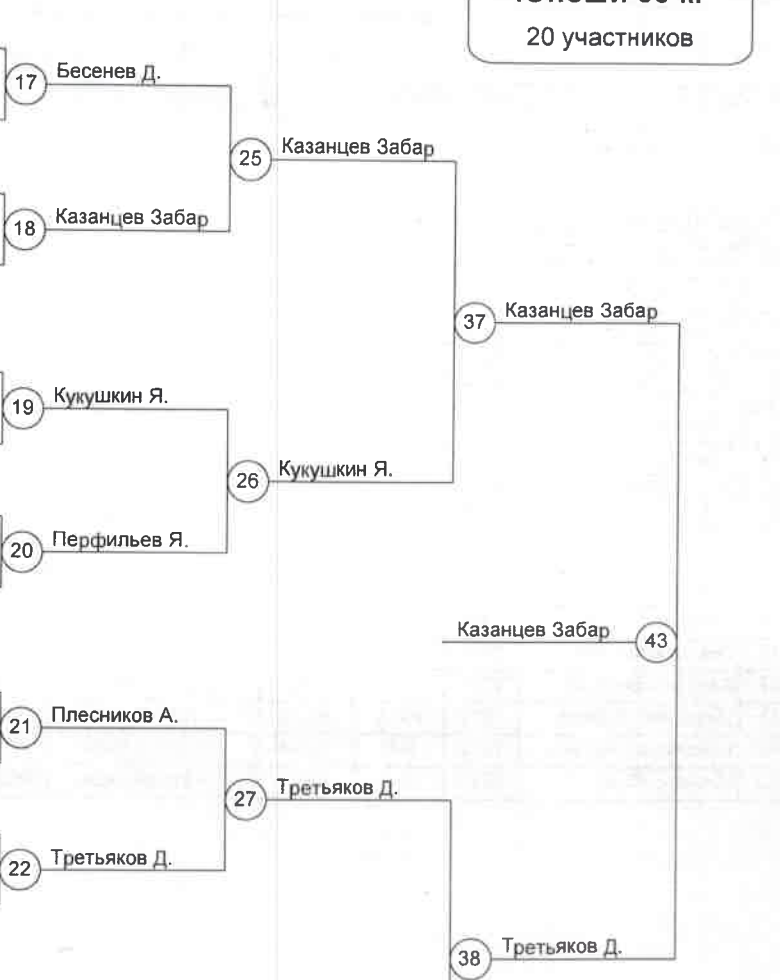 20 участников
17 Бесенев Д.
25 Казанцев Забар
18 Казанцев Забар
37 Казанцев Забар
19 Кукушкин Я.
26 Кукушкин Я.
20 Перфильев Я.
Казанцев Забар 43
21 Плесников А.
27 Третьяков Д.
22 Третьяков Д.
38 Третьяков Д.